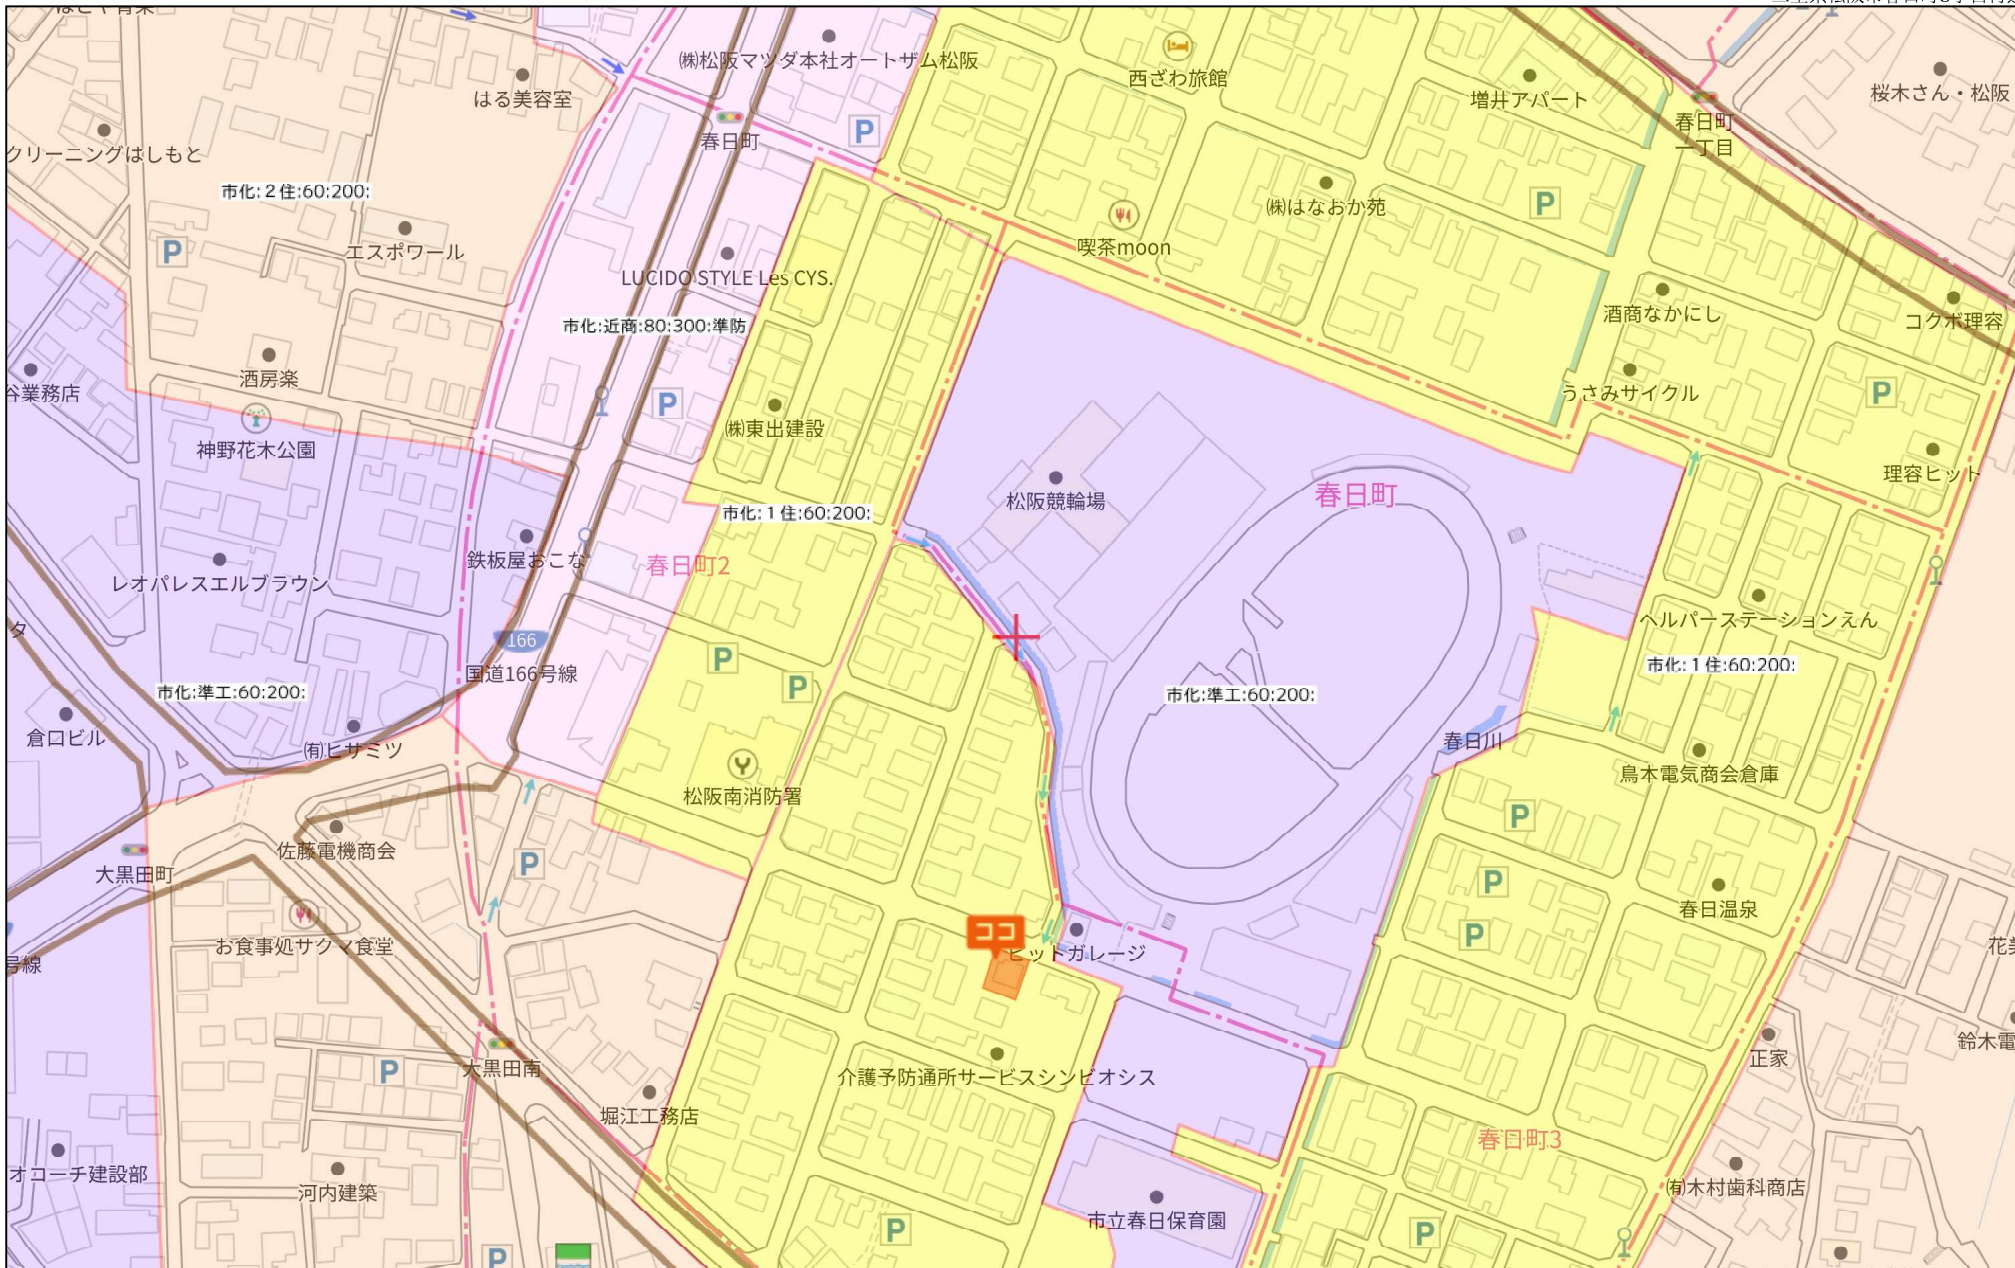 ㈱松阪マツダ本社オートザム松阪
西ざわ旅館
はる美容室
増井アパート
桜木さん・松阪
P
春日町
春日町
一丁目
クリーニングはしもと
市化:２住:60:200:
P
㈱はなおか苑
P
エスポワール
喫茶moon
LUCIDO STYLE Les CYS.
酒商なかにし
コクボ理容
市化:近商:80:300:準防
酒房楽
谷業務店
P
うさみサイクル
P
㈱東出建設
神野花木公園
理容ヒット
松阪競輪場
春日町
市化:１住:60:200:
鉄板屋おこな
春日町2
レオパレスエルブラウン
ヘルパーステーションえん
タ
166
国道166号線
P
P
市化:１住:60:200:
市化:準工:60:200:
市化:準工:60:200:
倉口ビル
㈲ヒサミツ
春日川
鳥本電気商会倉庫
松阪南消防署
P
佐藤電機商会
P
大黒田町
P
春日温泉
お食事処サクマ食堂
P
ココ
ピットガレージ
号線
鈴木電
正家
大黒田南
P
介護予防通所サービスシンビオシス
堀江工務店
春日町3
オコーチ建設部
河内建築
㈲木村歯科商店
市立春日保育園
P
P
P